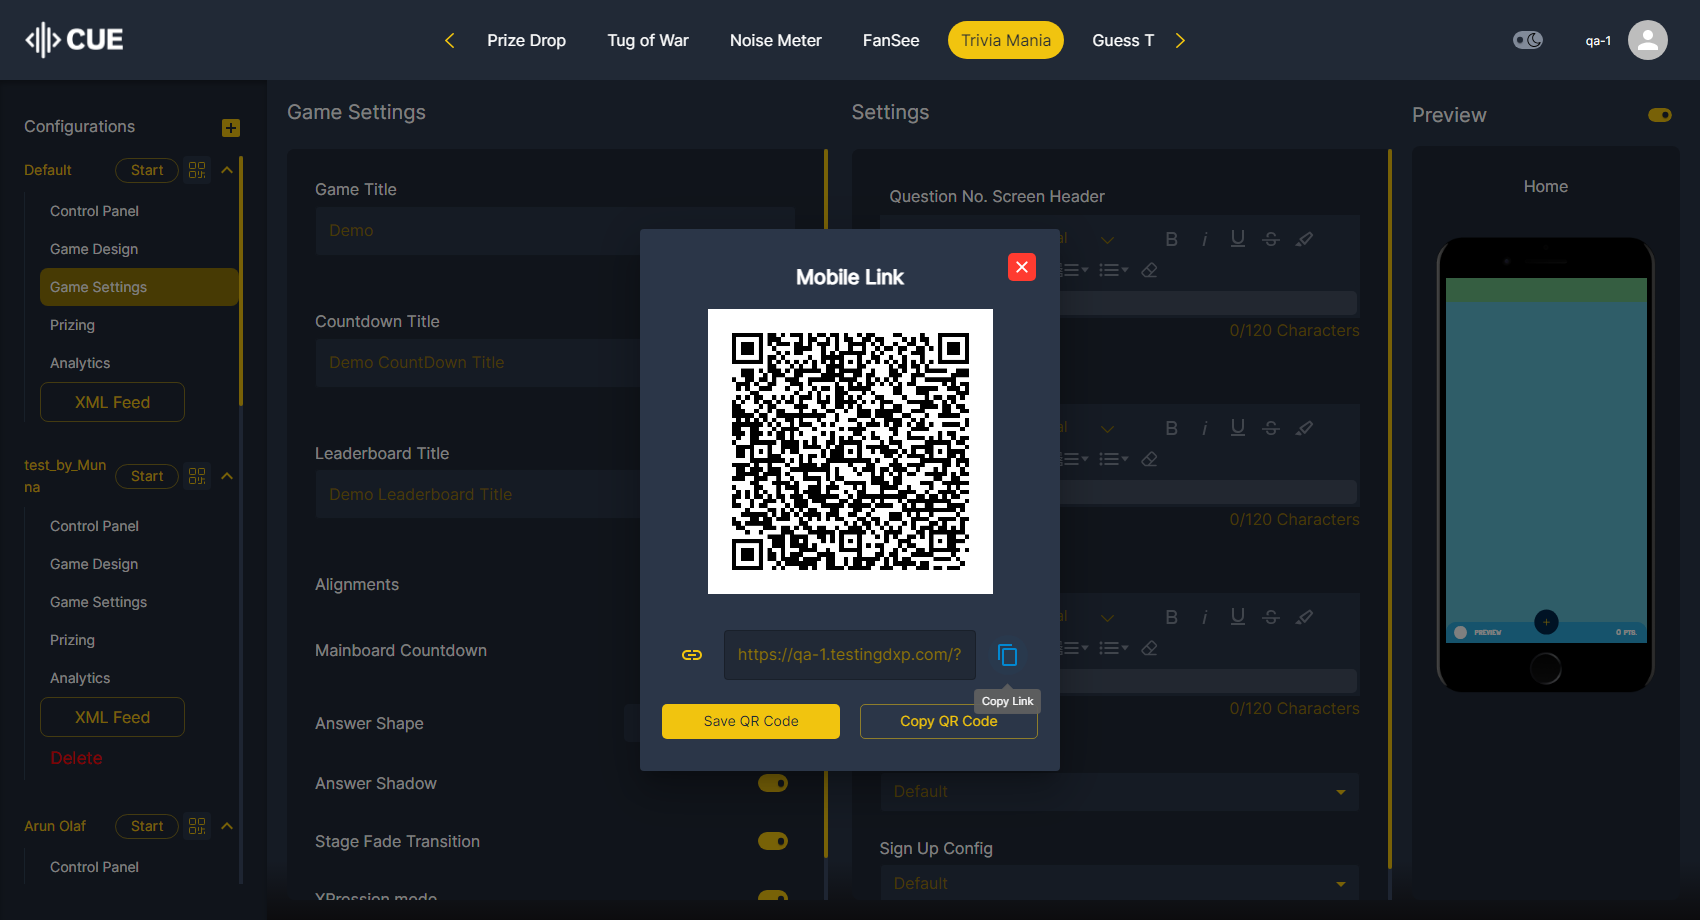 CUE
Prize Drop
Tug of War
Noise Meter
FanSee
Trivia Mania
Guess T
qa-1
Configurations
Default
Start
Control Panel
Game Design
Game Settings
Prizing
Analytics
XML Feed
test_by_Mun
na
Start
Control Panel
Game Design
Game Settings
Prizing
Analytics
XML Feed
Delete
Arun Olaf
Start
Control Panel
Game Settings
Game Title
Demo
Countdown Title
Demo CountDown Title
Leaderboard Title
Demo Leaderboard Title
Alignments
Mainboard Countdown
Answer Shape
Answer Shadow
Stage Fade Transition
XPression mode
Mobile Link
https://qa-1.testingdxp.com/?
Copy Link
Save QR Code
Copy QR Code
Settings
Question No. Screen Header
al
B i U S
0/120 Characters
al
B i U S
0/120 Characters
al
B i U S
0/120 Characters
Default
Sign Up Config
Default
Preview
Home
PREVIEW
0 PTS.